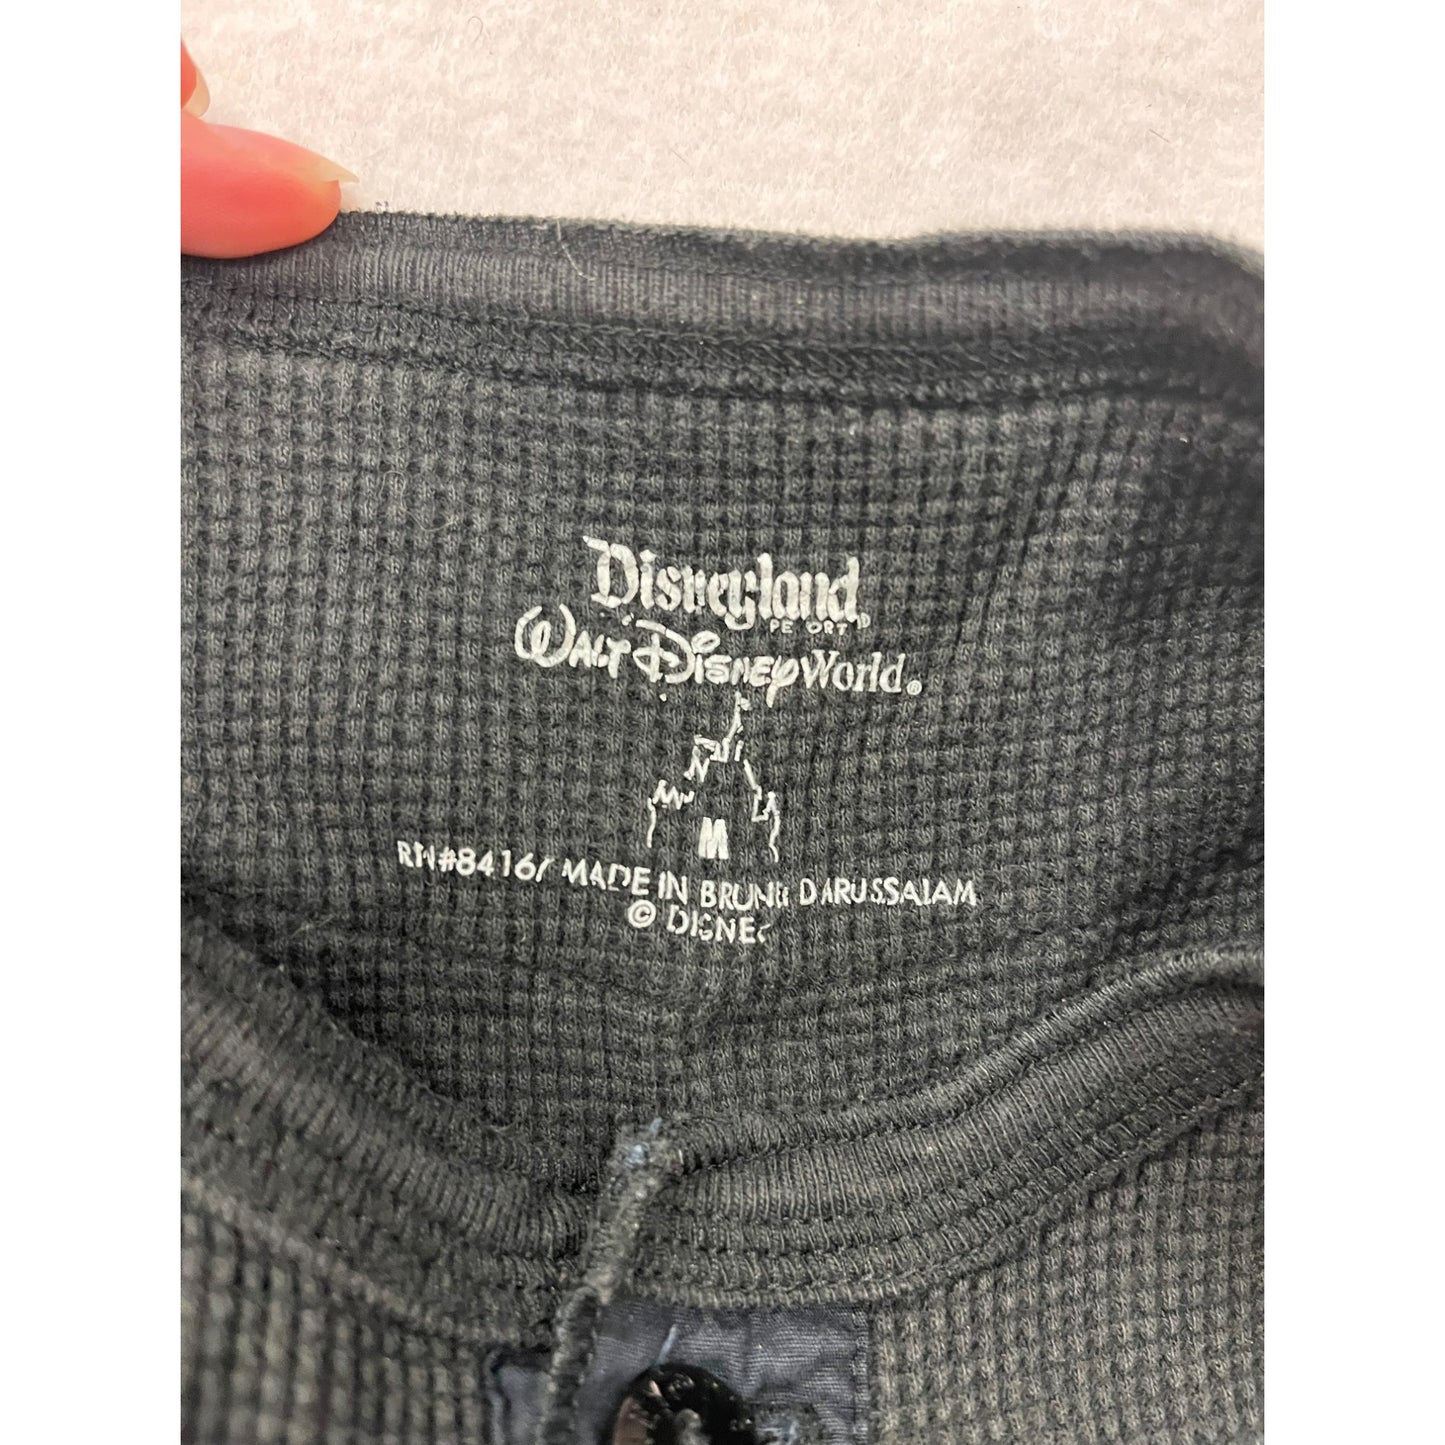 Disneyland
Walt Disney World®
M
MADE IN BRUNEI DARUSSALAM
© DISNEY